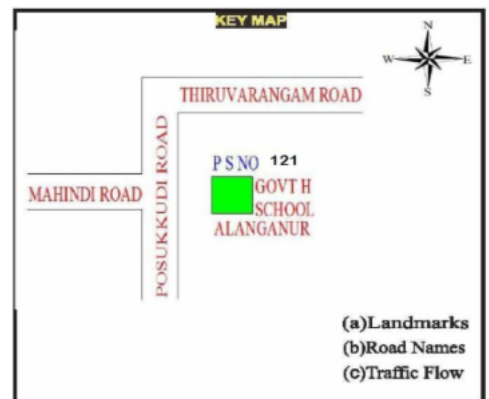 KEY MAP
N
W E
S
THIRUVARANGAM ROAD
P S NO 121
MAHINDI ROAD
POSUKKUDI ROAD
GOVT H
SCHOOL
ALANGANUR
(a)Landmarks
(b)Road Names
(c)Traffic Flow